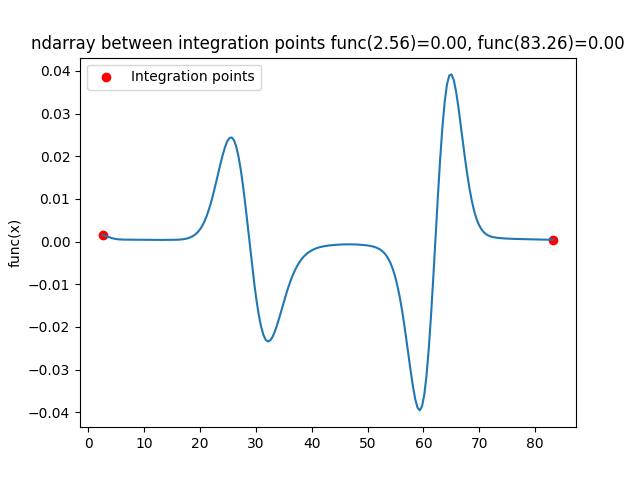 ndarray between integration points func(2.56)=0.00, func(83.26)=0.00
Integration points
func(x)
0.04
0.03
0.02
0.01
0.00
−0.01
−0.02
−0.03
−0.04
0 10 20 30 40 50 60 70 80